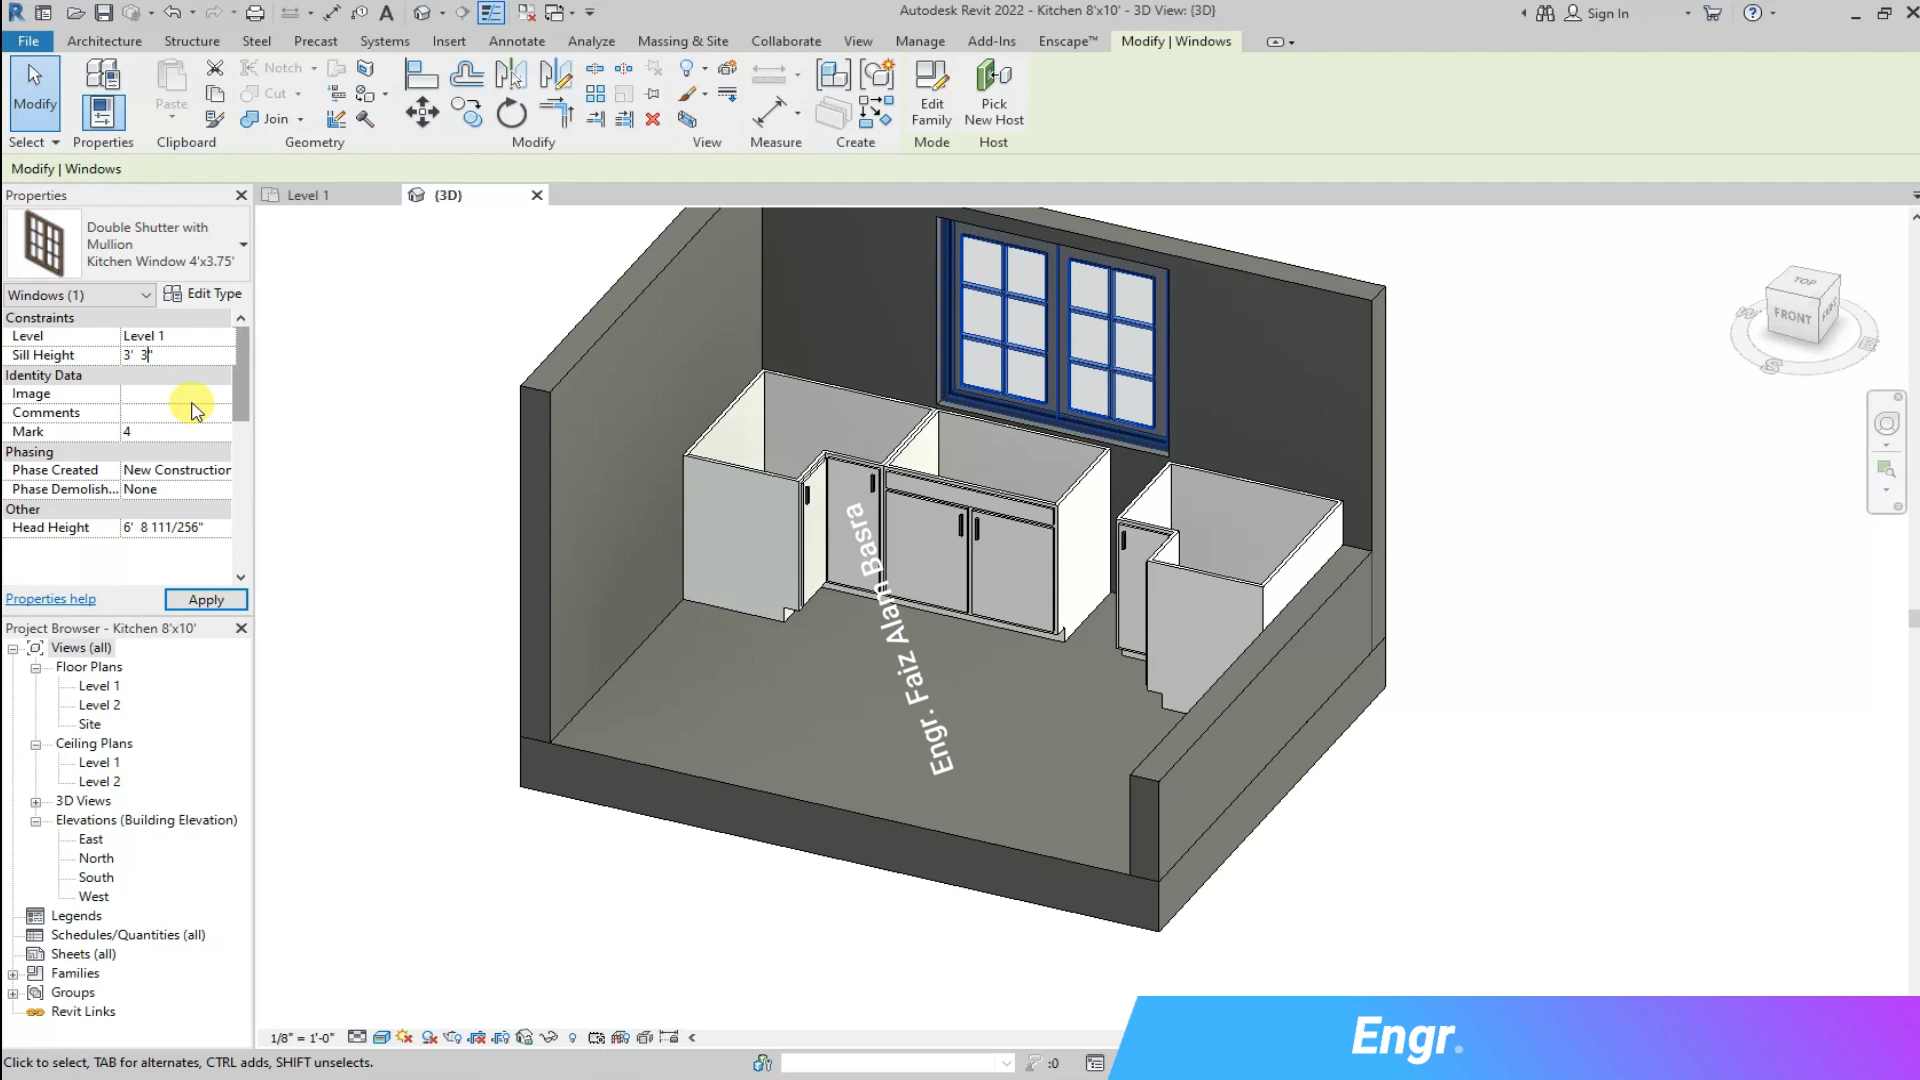 Autodesk Revit 2022 - Kitchen 8'x10' - 3D View: {3D}
Sign In
File
Architecture
Structure
Steel
Precast
Systems
Insert
Annotate
Analyze
Massing & Site
Collaborate
View
Manage
Add-Ins
Enscape™
Modify | Windows
Modify
Paste
Notch
Cut
Join
Edit Family
Pick New Host
Select
Properties
Clipboard
Geometry
Modify
View
Measure
Create
Mode
Host
Modify | Windows
Properties
Level 1
{3D}
Double Shutter with
Mullion
Kitchen Window 4'x3.75'
Windows (1)
Edit Type
Constraints
Level Level 1
Sill Height 3' 3"
Identity Data
Image
Comments
Mark 4
Phasing
Phase Created New Construction
Phase Demolish... None
Other
Head Height 6' 8 111/256"
Properties help
Apply
Project Browser - Kitchen 8'x10'
Views (all)
Floor Plans
Level 1
Level 2
Site
Ceiling Plans
Level 1
Level 2
3D Views
Elevations (Building Elevation)
East
North
South
West
Legends
Schedules/Quantities (all)
Sheets (all)
Families
Groups
Revit Links
TOP
FRONT
S
Engr. Faiz Alam Basra
1/8" = 1'-0"
Click to select, TAB for alternates, CTRL adds, SHIFT unselects.
:0
Engr.